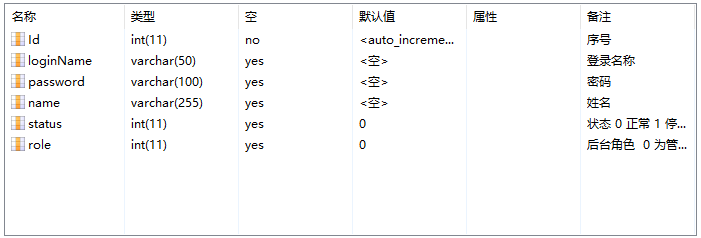 名称 类型 空 默认值 属性 备注
Id int(11) no <auto_increme... 序号
loginName varchar(50) yes <空> 登录名称
password varchar(100) yes <空> 密码
name varchar(255) yes <空> 姓名
status int(11) yes 0 状态 0 正常 1 停...
role int(11) yes 0 后台角色 0 为管...